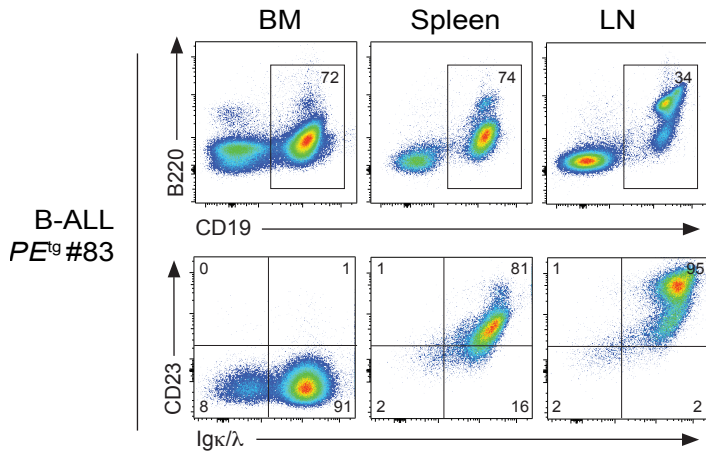 BM Spleen LN
72 74 34
B220
CD19
B-ALL
PEtg #83
0 1 1 81 1 95
CD23
8 91 2 16 2 2
Igκ/λ